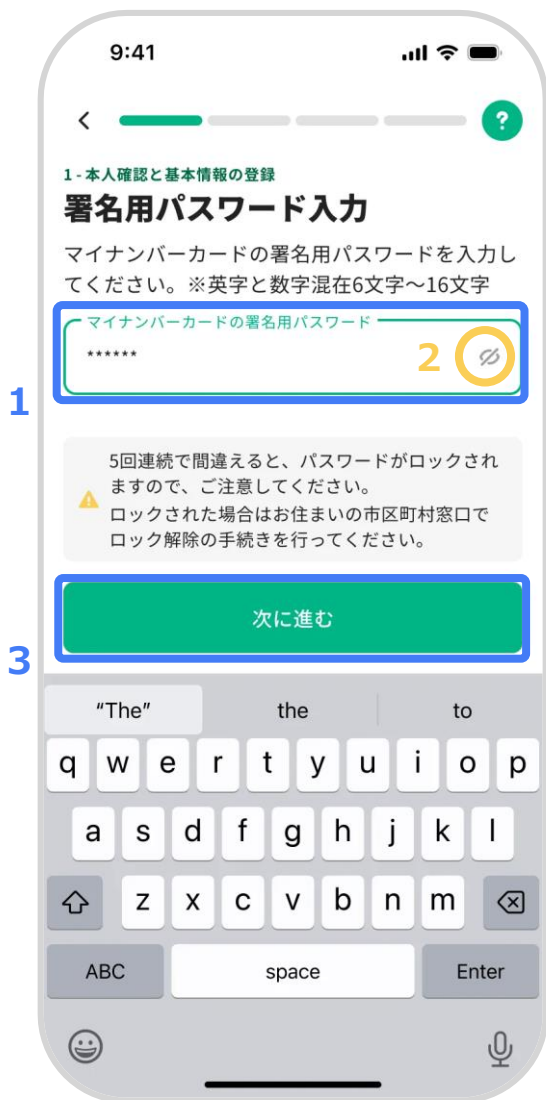 9:41
?
1 - 本人確認と基本情報の登録
署名用パスワード入力
マイナンバーカードの署名用パスワードを入力し
てください。※英字と数字混在6文字～16文字
マイナンバーカードの署名用パスワード
******
2
1
5回連続で間違えると、パスワードがロックされ
ますので、ご注意してください。
ロックされた場合はお住まいの市区町村窓口で
ロック解除の手続きを行ってください。
次に進む
3
“The” the to
q w e r t y u i o p
a s d f g h j k l
z x c v b n m
ABC space Enter